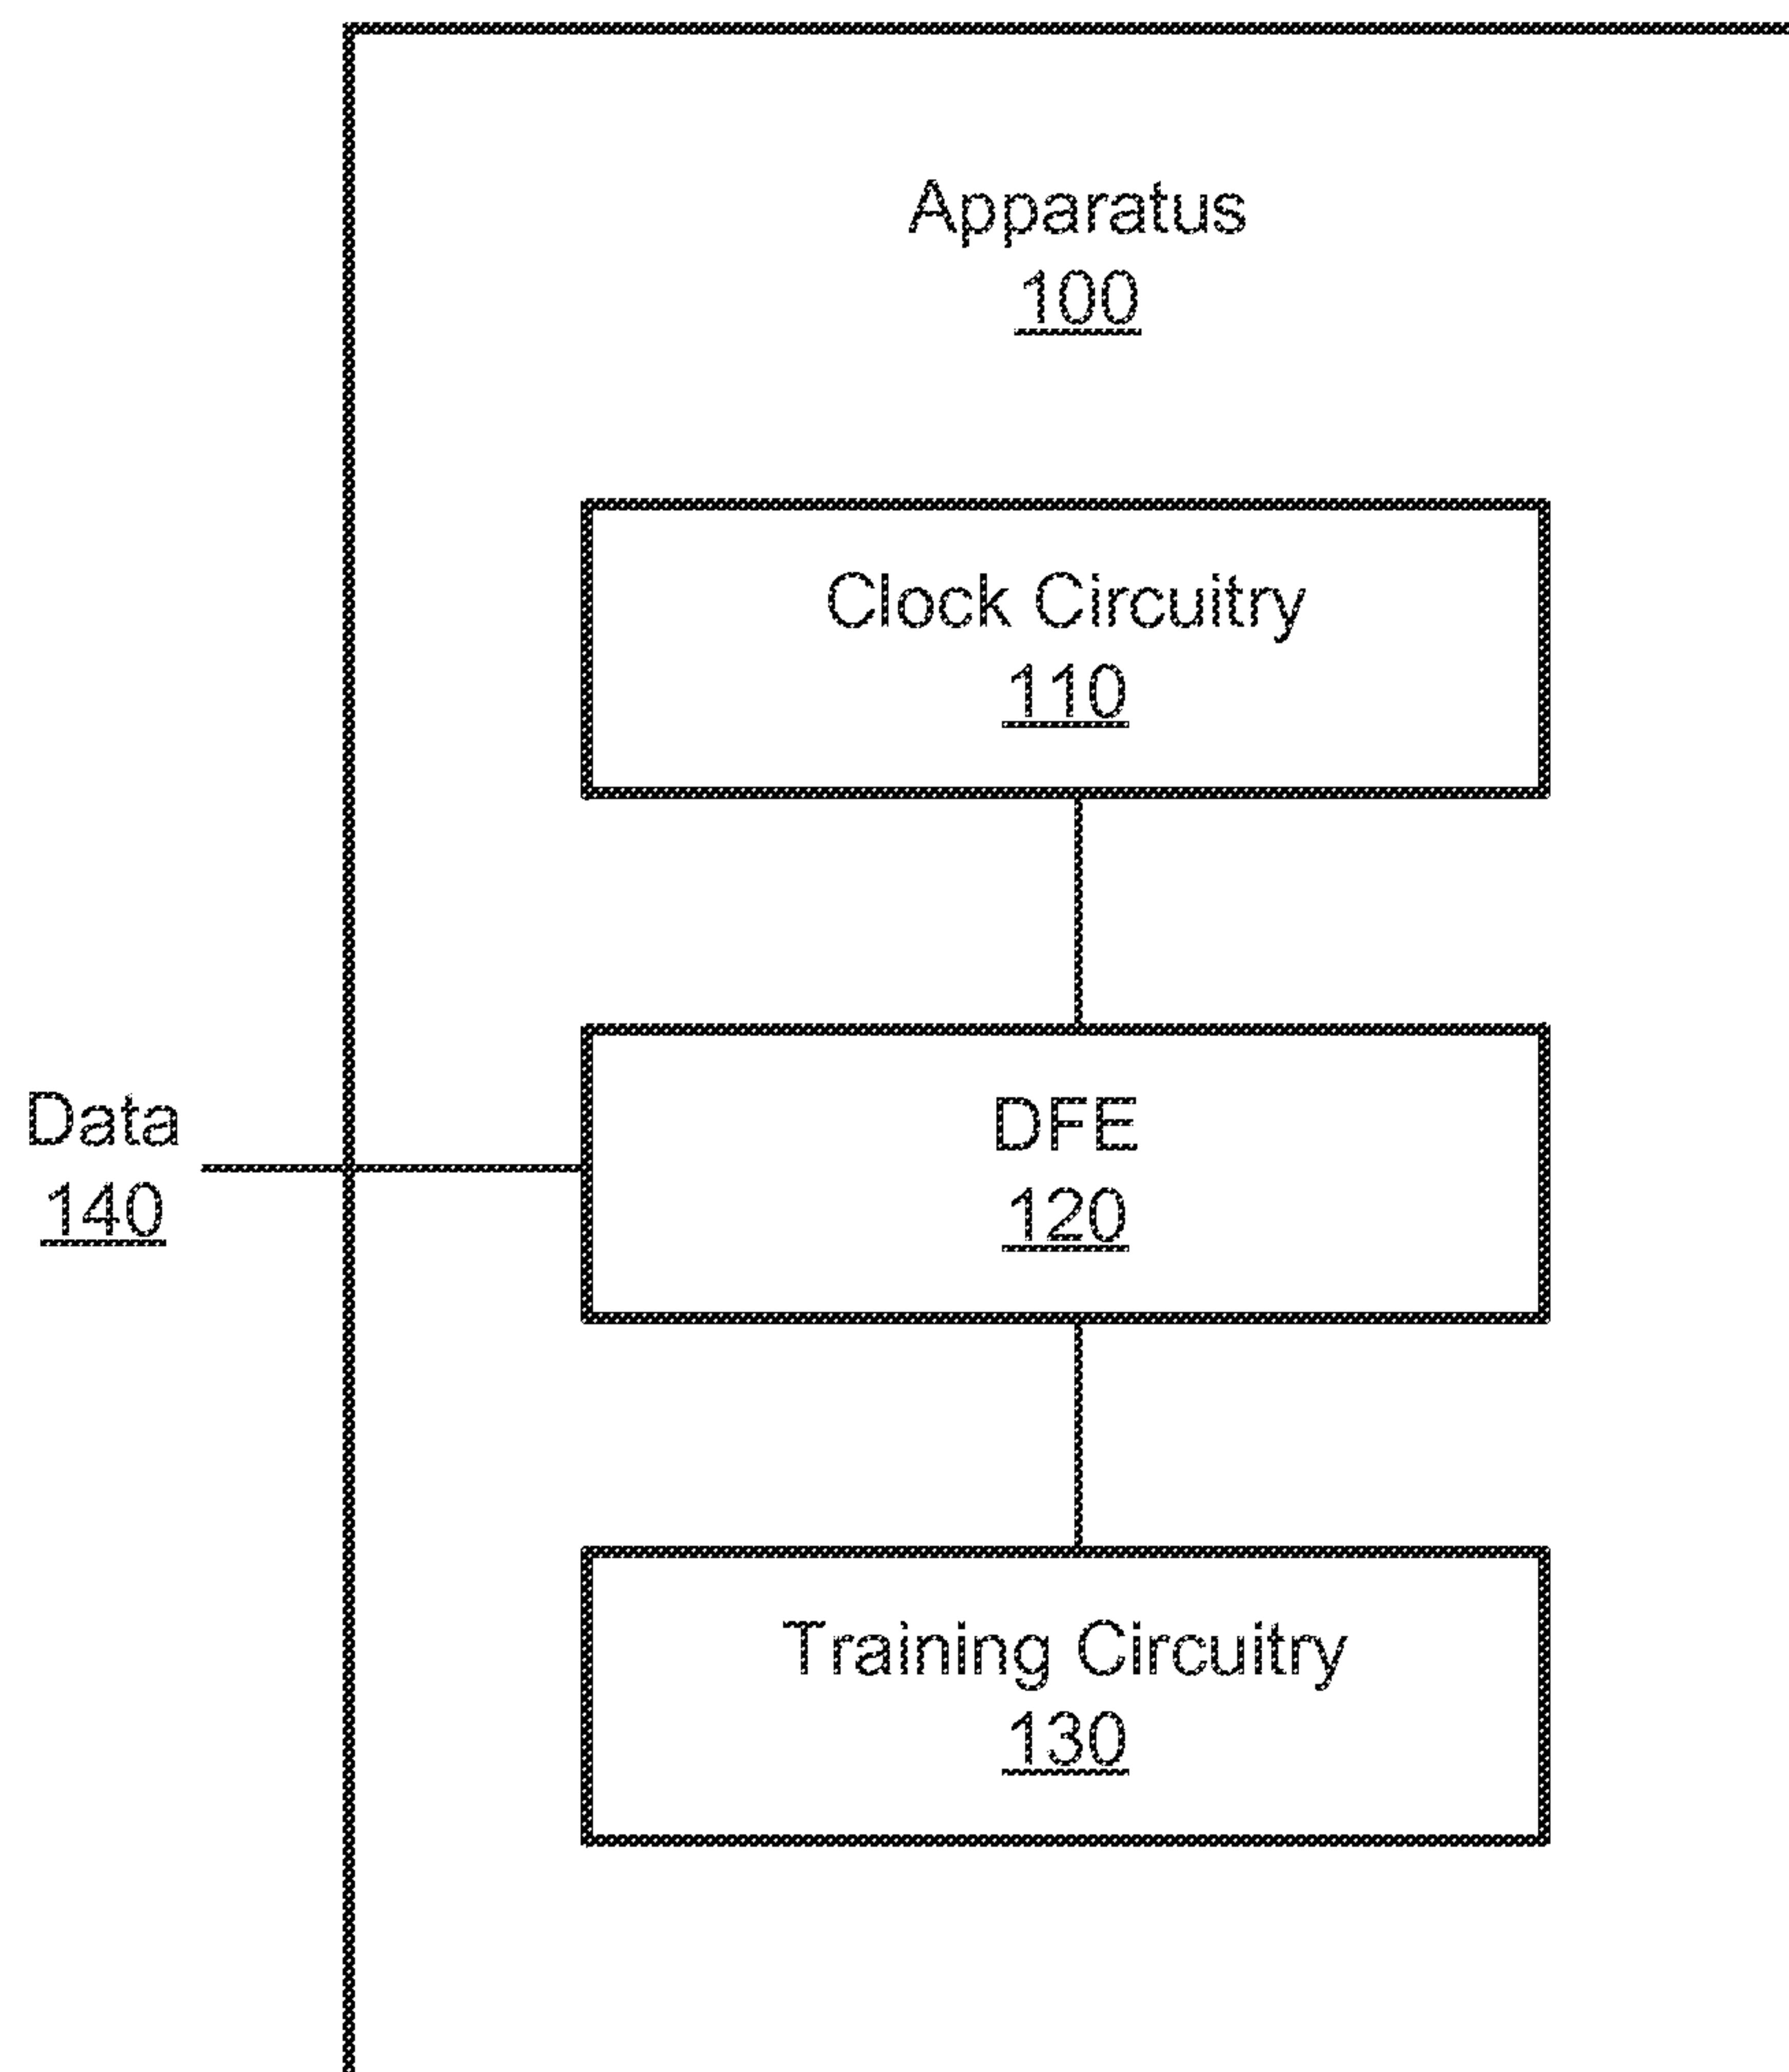 Apparatus
100
Clock Circuitry
110
Data
140
DFE
120
Training Circuitry
130